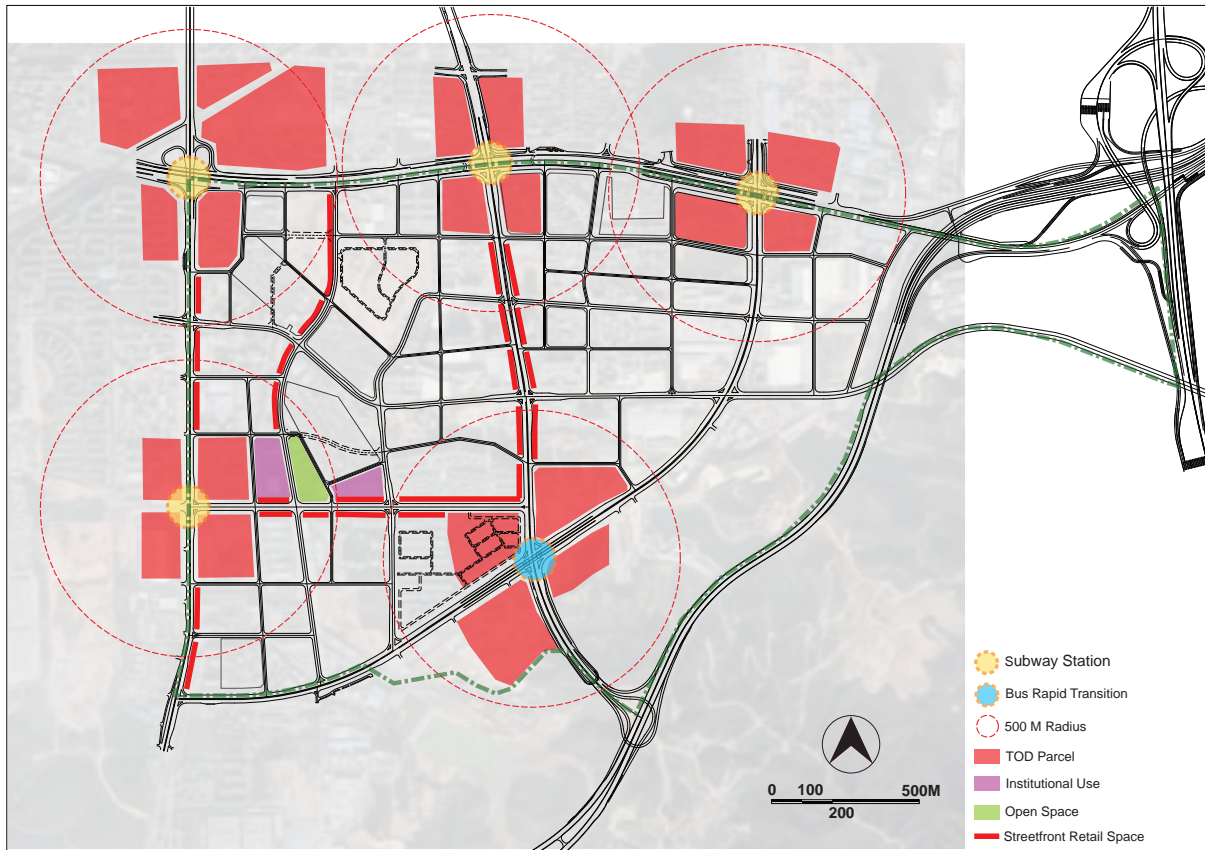 Subway Station
Bus Rapid Transition
500 M Radius
TOD Parcel
Institutional Use
Open Space
Streetfront Retail Space
0 100 500M
200